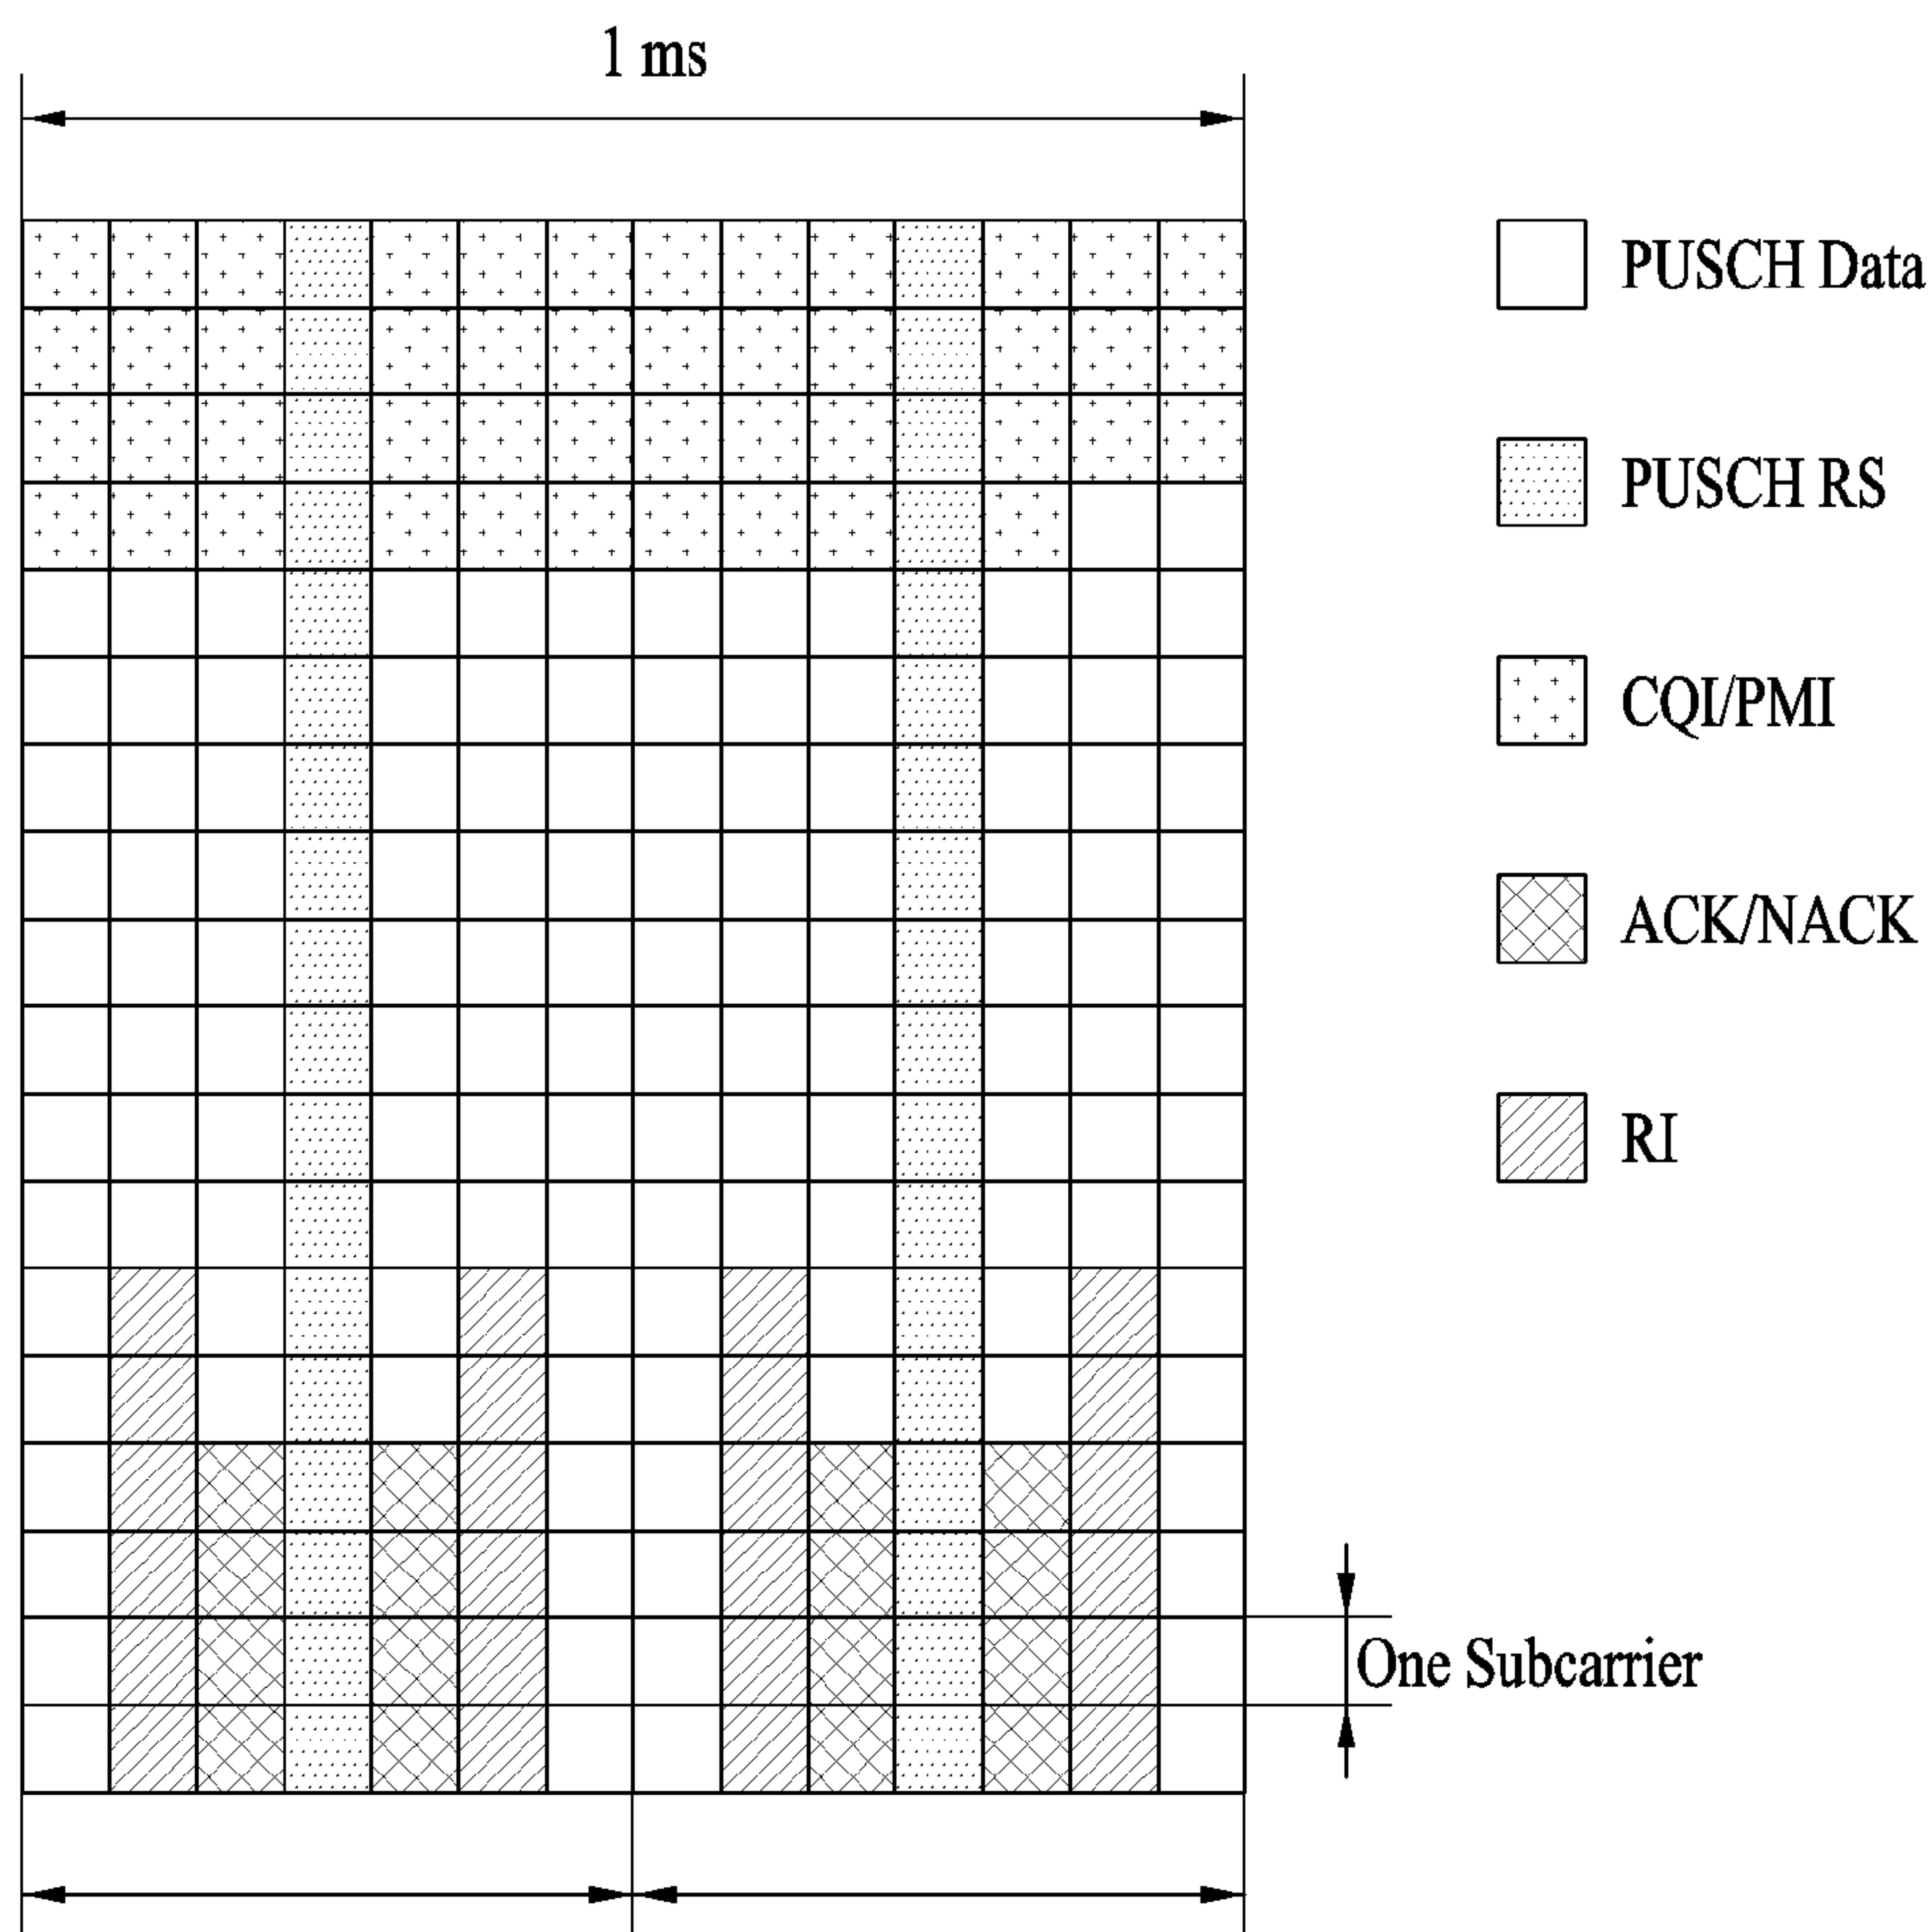 1 ms
PUSCH Data
PUSCH RS
CQI/PMI
ACK/NACK
RI
One Subcarrier